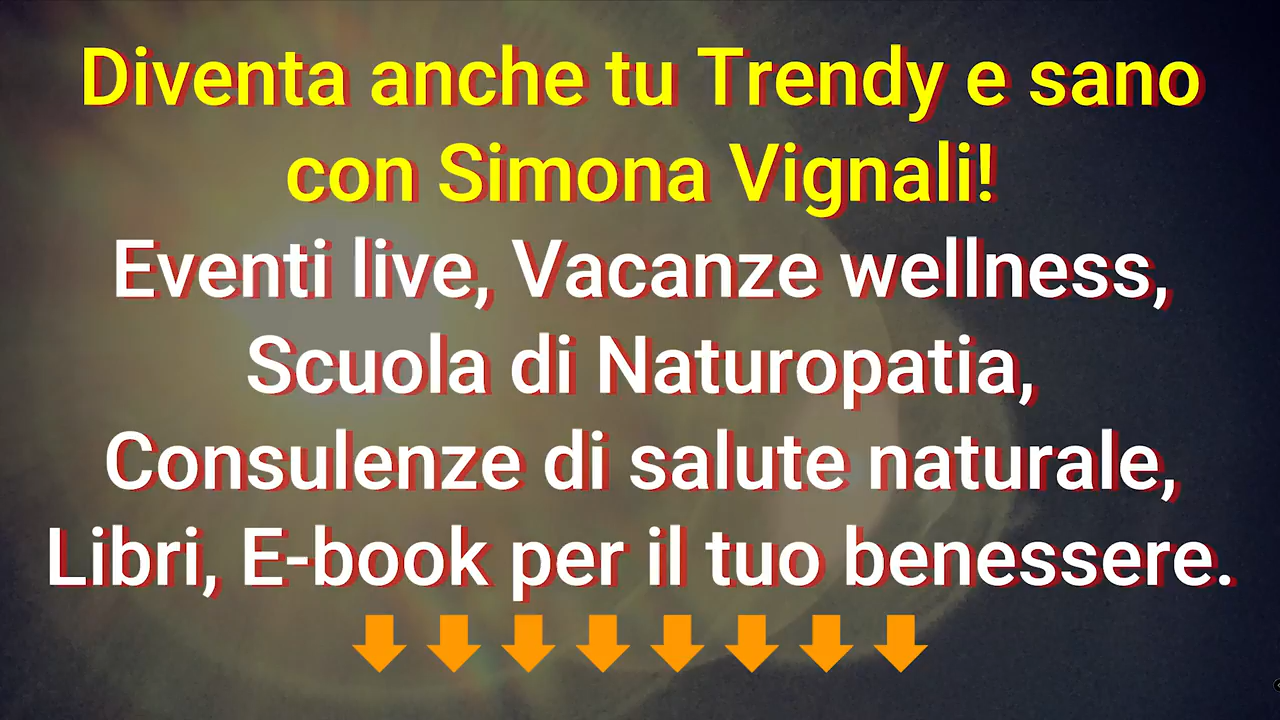 Diventa anche tu Trendy e sano
con Simona Vignali!
Eventi live, Vacanze wellness,
Scuola di Naturopatia,
Consulenze di salute naturale,
Libri, E-book per il tuo benessere.